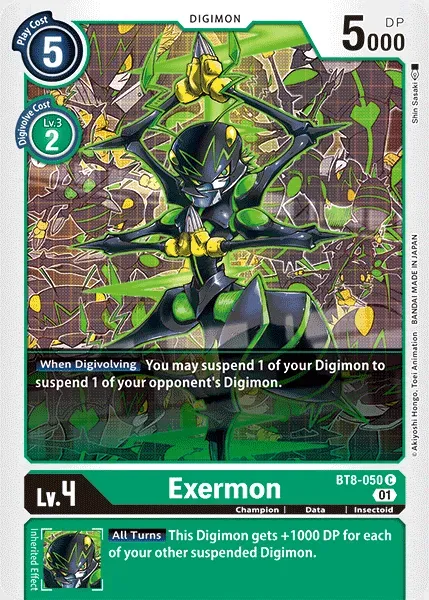 Play Cost
5
DIGIMON
DP
5000
Digivolve Cost
Lv.3
2
Shin Sasaki
©Akiyoshi Hongo, Toei Animation BANDAI MADE IN JAPAN
When Digivolving You may suspend 1 of your Digimon to
suspend 1 of your opponent's Digimon.
Lv.4
Exermon
BT8-050 C
01
Champion | Data | Insectoid
Inherited Effect
All Turns This Digimon gets +1000 DP for each
of your other suspended Digimon.